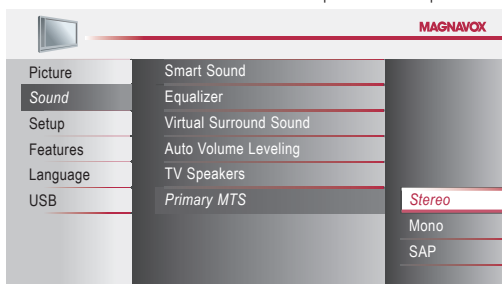 MAGNAVOX
Picture
Sound
Setup
Features
Language
USB
Smart Sound
Equalizer
Virtual Surround Sound
Auto Volume Leveling
TV Speakers
Primary MTS
Stereo
Mono
SAP